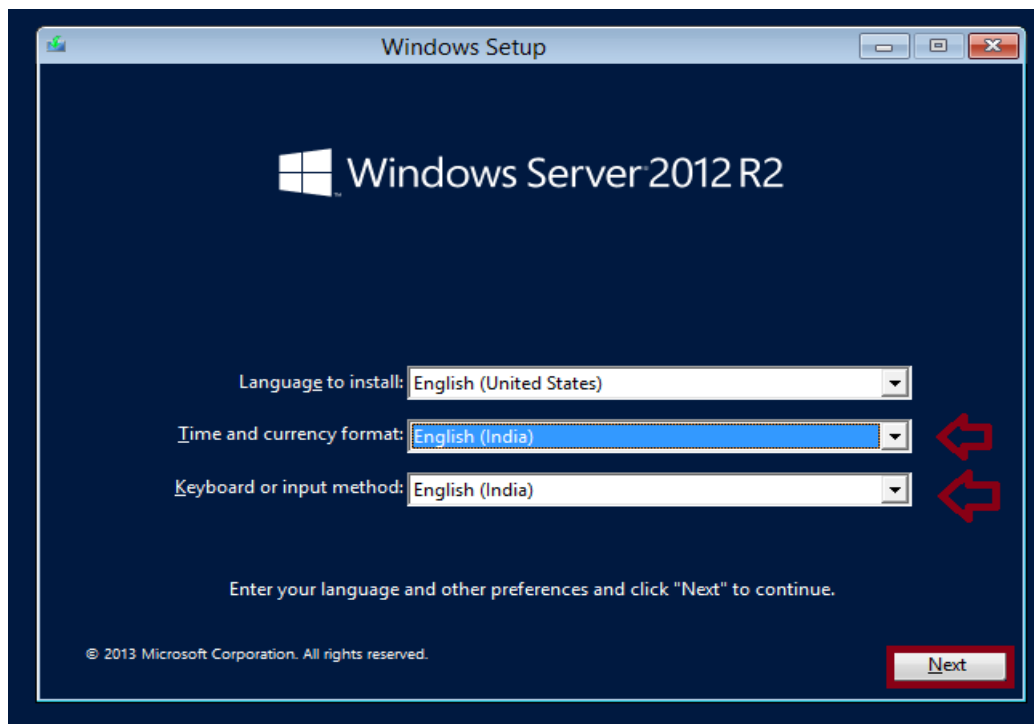 Windows Setup
Windows Server 2012 R2
Language to install: English (United States)
Time and currency format: English (India)
Keyboard or input method: English (India)
Enter your language and other preferences and click "Next" to continue.
© 2013 Microsoft Corporation. All rights reserved.
Next